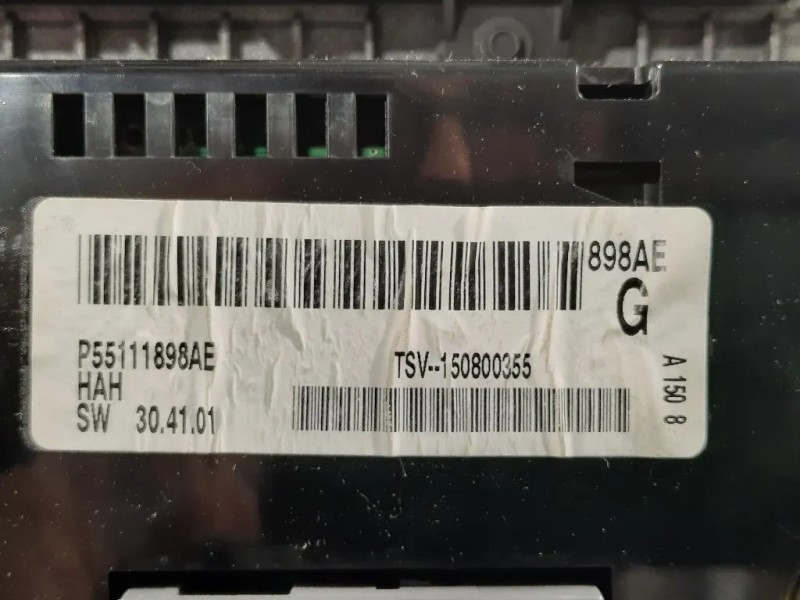 898AE
G
P55111898AE
HAH
SW 30.41.01
TSV--150800355
A 150 8